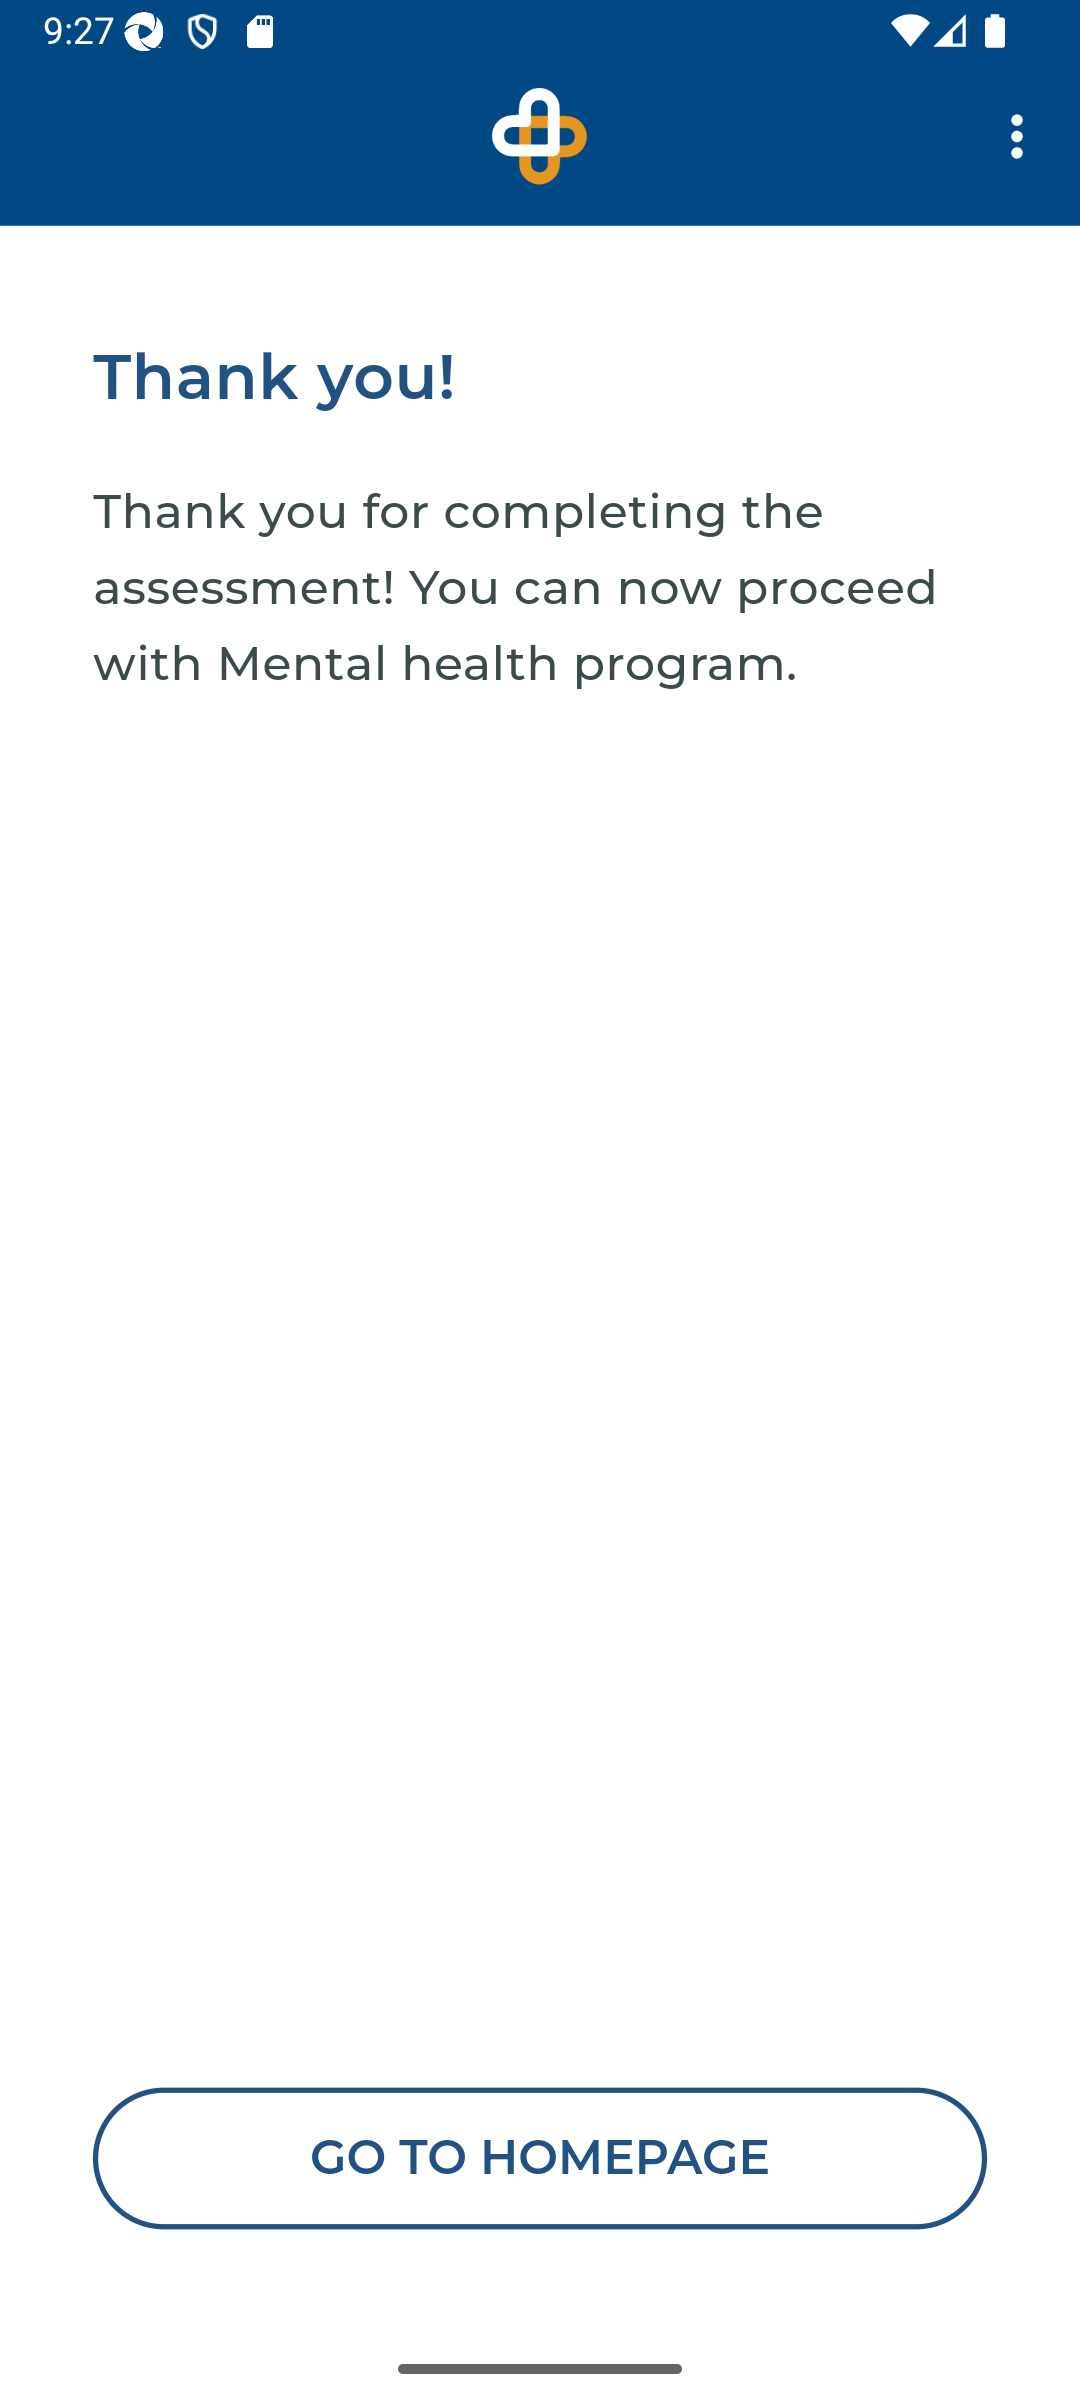 9:27
Thank you!
Thank you for completing the
assessment! You can now proceed
with Mental health program.
GO TO HOMEPAGE